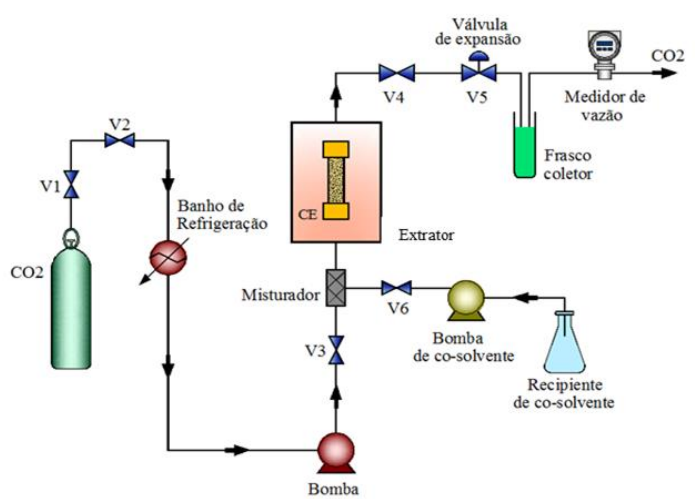 Válvula
de expansão
CO2
V4
V5
Medidor de
vazão
V2
V1
Frasco
coletor
Banho de
Refrigeração
CE
Extrator
CO2
Misturador
V6
V3
Bomba
de co-solvente
Recipiente
de co-solvente
Bomba